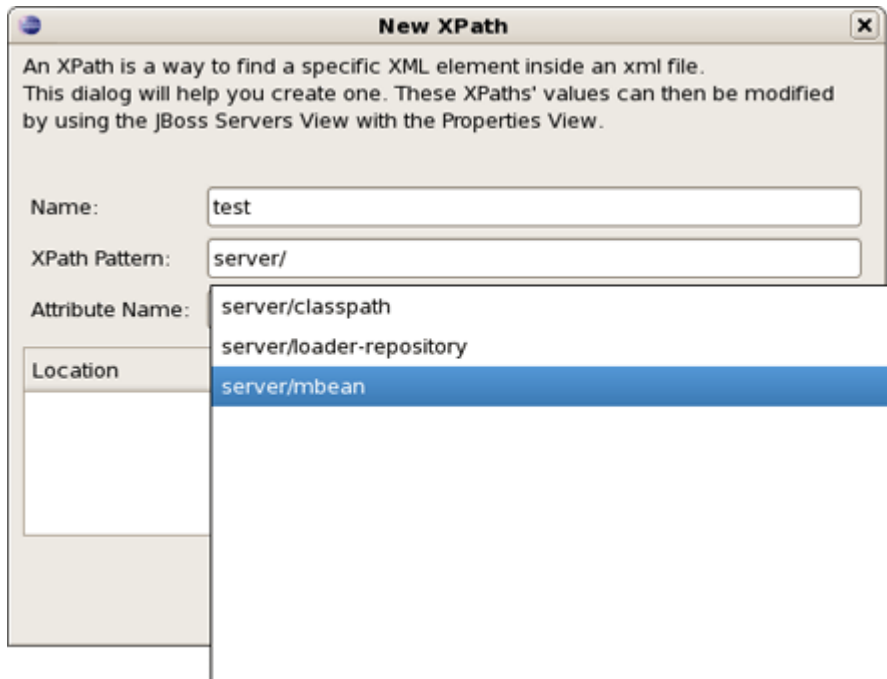 New XPath
An XPath is a way to find a specific XML element inside an xml file.
This dialog will help you create one. These XPaths' values can then be modified
by using the JBoss Servers View with the Properties View.
Name: test
XPath Pattern: server/
Attribute Name:
server/classpath
server/loader-repository
Location
server/mbean